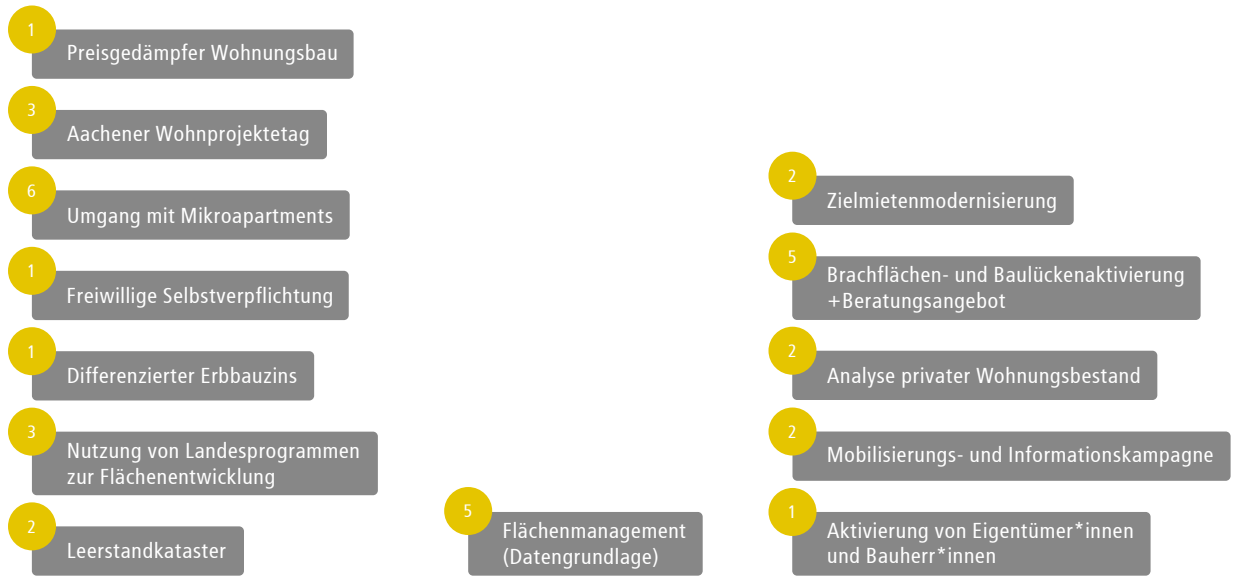 1
Preisgedämpfer Wohnungsbau
3
Aachener Wohnprojektetag
6
Umgang mit Mikroapartments
1
Freiwillige Selbstverpflichtung
1
Differenzierter Erbbauzins
3
Nutzung von Landesprogrammen
zur Flächenentwicklung
2
Leerstandkataster
5
Flächenmanagement
(Datengrundlage)
2
Zielmietenmodernisierung
5
Brachflächen- und Baulückenaktivierung
+Beratungsangebot
2
Analyse privater Wohnungsbestand
2
Mobilisierungs- und Informationskampagne
1
Aktivierung von Eigentümer*innen
und Bauherr*innen